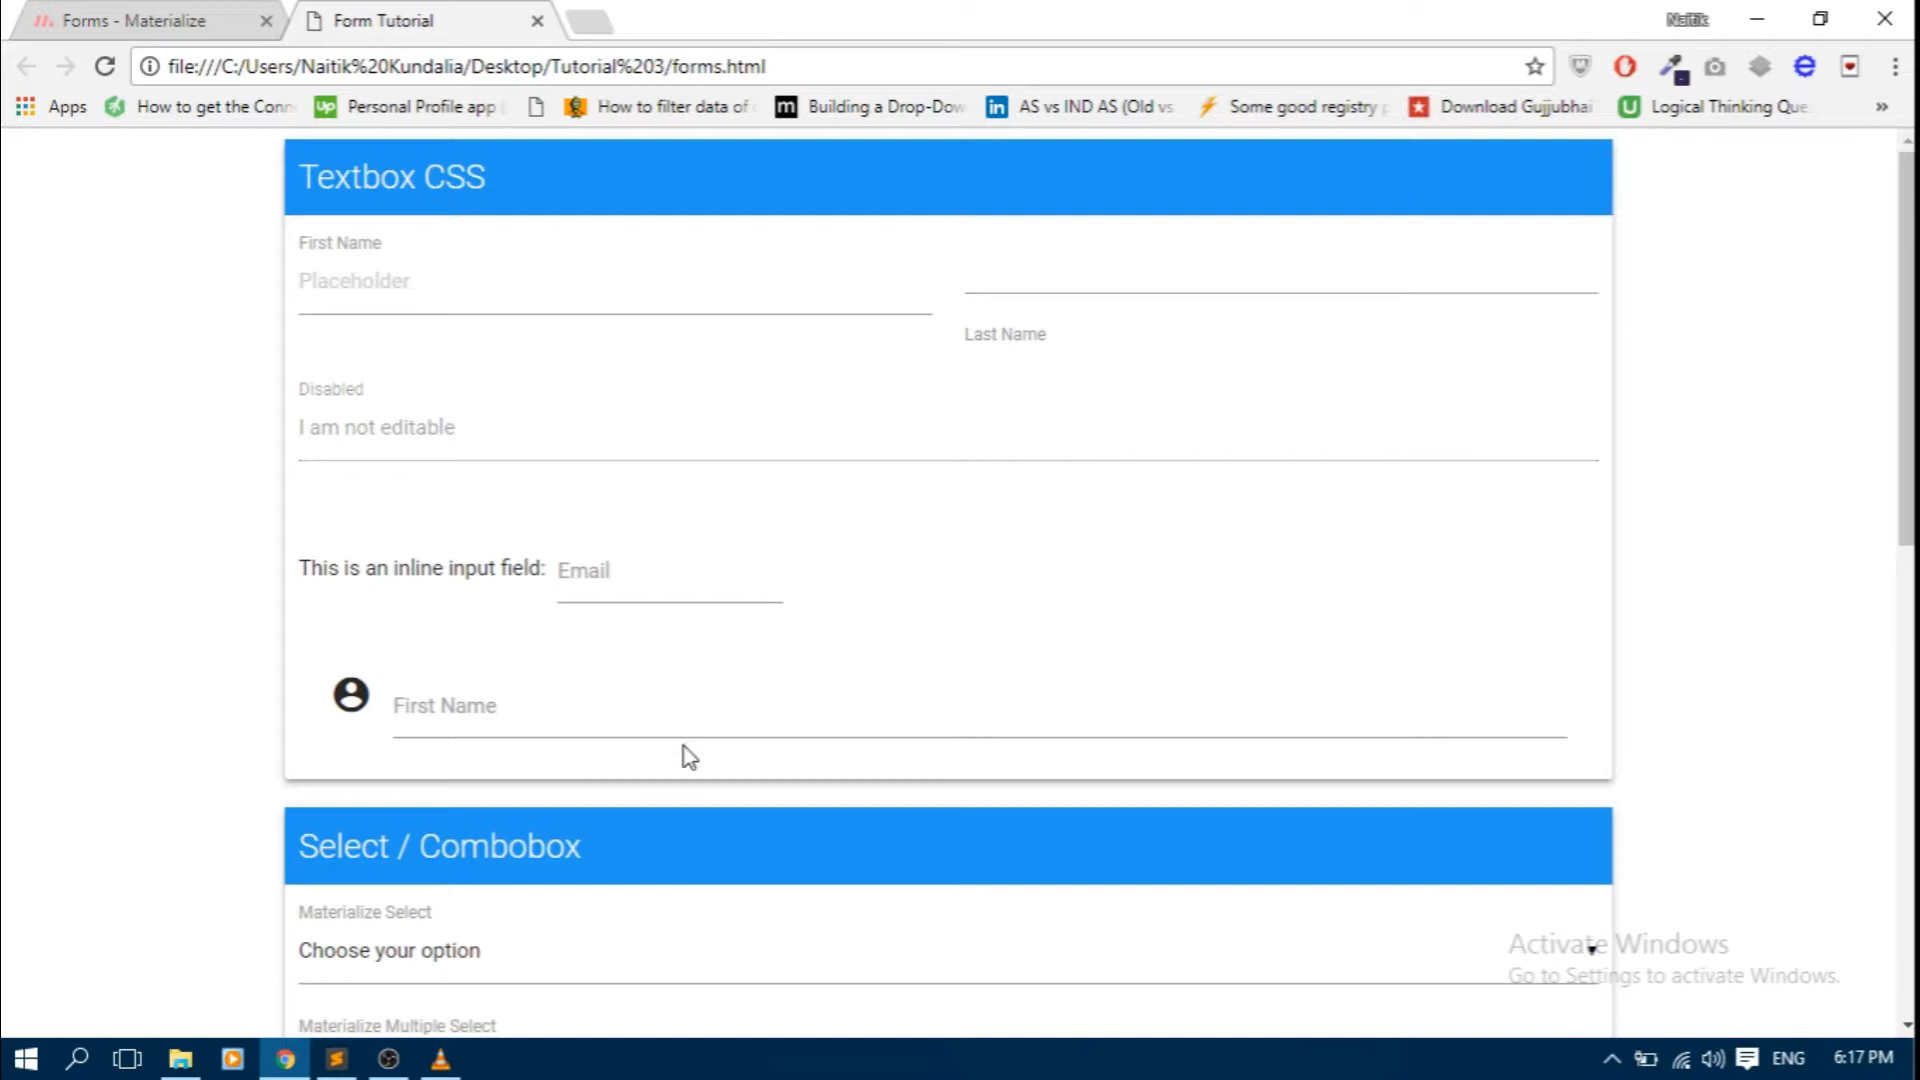 Forms - Materialize
Form Tutorial
Naitik
file:///C:/Users/Naitik%20Kundalia/Desktop/Tutorial%203/forms.html
Apps
How to get the Conn
Up
Personal Profile app
How to filter data of
m
Building a Drop-Dow
in
AS vs IND AS (Old vs
Some good registry
Download Gujjubhai
U
Logical Thinking Que
»
Textbox CSS
First Name
Placeholder
Last Name
Disabled
I am not editable
This is an inline input field:
Email
First Name
Select / Combobox
Materialize Select
Choose your option
Activate Windows
Go to Settings to activate Windows.
Materialize Multiple Select
ENG
6:17 PM